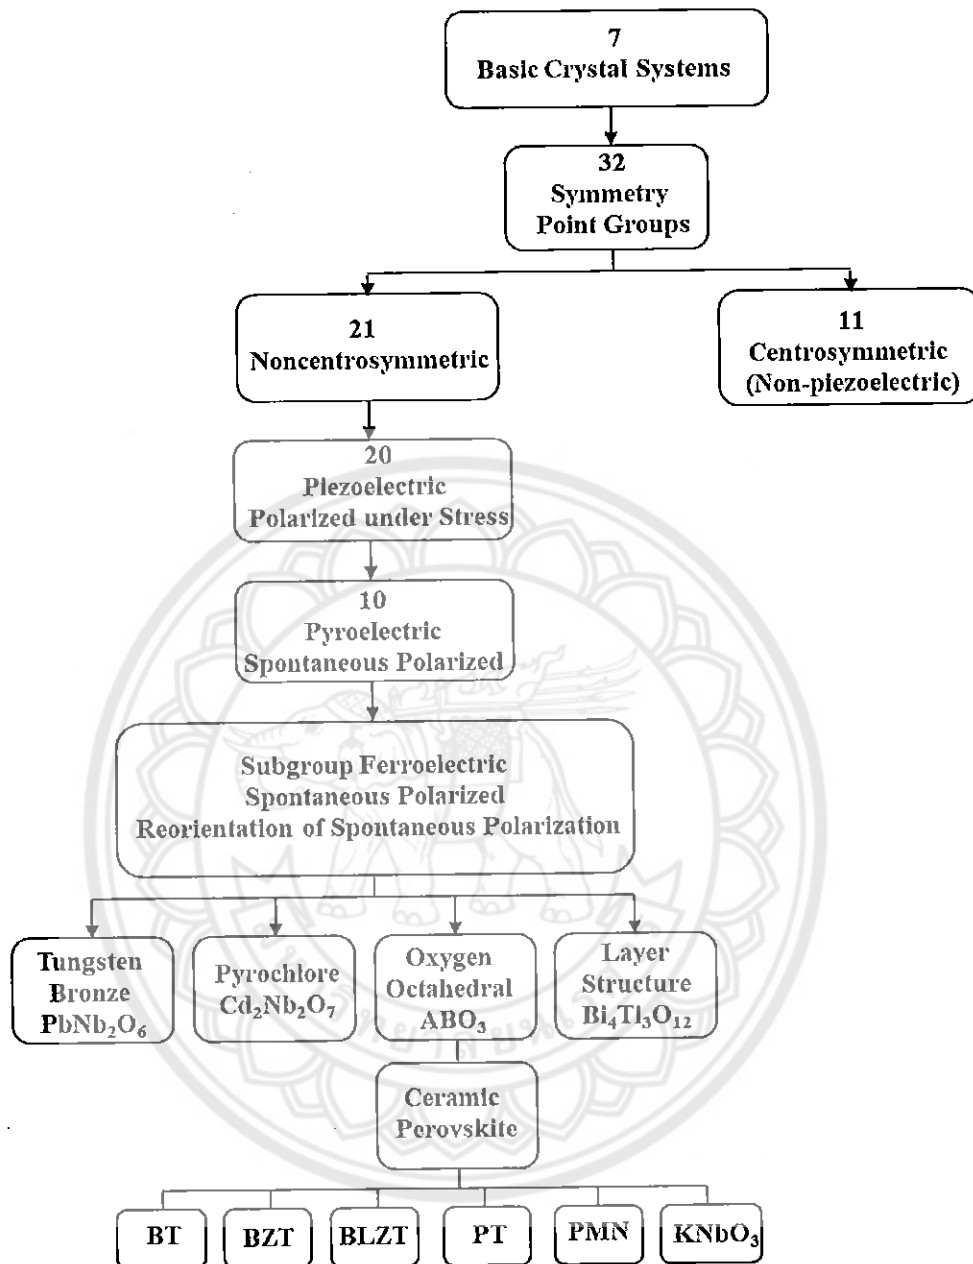 7
Basic Crystal Systems
32
Symmetry
Point Groups
21
Noncentrosymmetric
11
Centrosymmetric
(Non-piezoelectric)
20
Piezoelectric
Polarized under Stress
10
Pyroelectric
Spontaneous Polarized
Subgroup Ferroelectric
Spontaneous Polarized
Reorientation of Spontaneous Polarization
Tungsten
Bronze
PbNb₂O₆
Pyrochlore
Cd₂Nb₂O₇
Oxygen
Octahedral
ABO₃
Layer
Structure
Bi₄Ti₃O₁₂
Ceramic
Perovskite
BT
BZT
BLZT
PT
PMN
KNbO₃